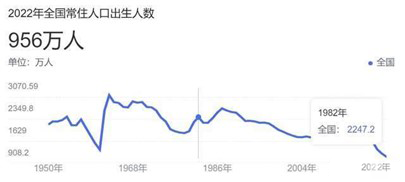 2022年全国常住人口出生人数
956万人
单位：万人
全国
3070.59
2349.8
1629
908.2
1982年
全国： 2247.2
1950年 1968年 1986年 2004年 2022年